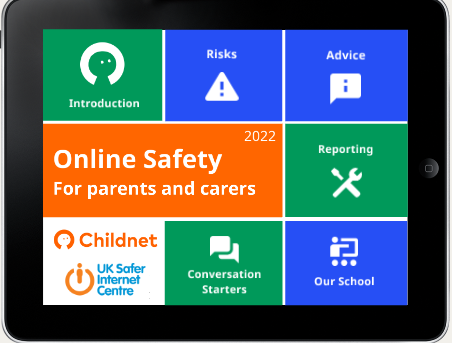 Introduction
Risks
Advice
2022
Online Safety
For parents and carers
Reporting
Childnet
UK Safer
Internet
Centre
Conversation
Starters
Our School